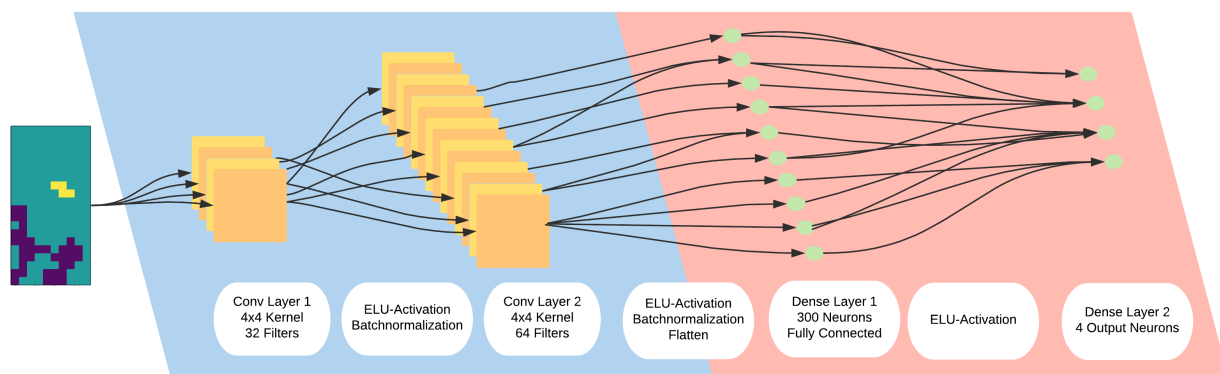 Conv Layer 1
4x4 Kernel
32 Filters
ELU-Activation
Batchnormalization
Conv Layer 2
4x4 Kernel
64 Filters
ELU-Activation
Batchnormalization
Flatten
Dense Layer 1
300 Neurons
Fully Connected
ELU-Activation
Dense Layer 2
4 Output Neurons